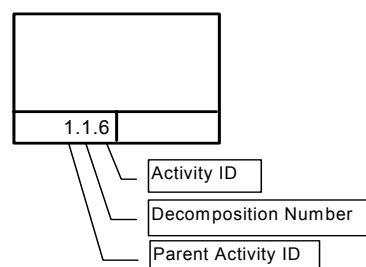 1.1.6
Activity ID
Decomposition Number
Parent Activity ID